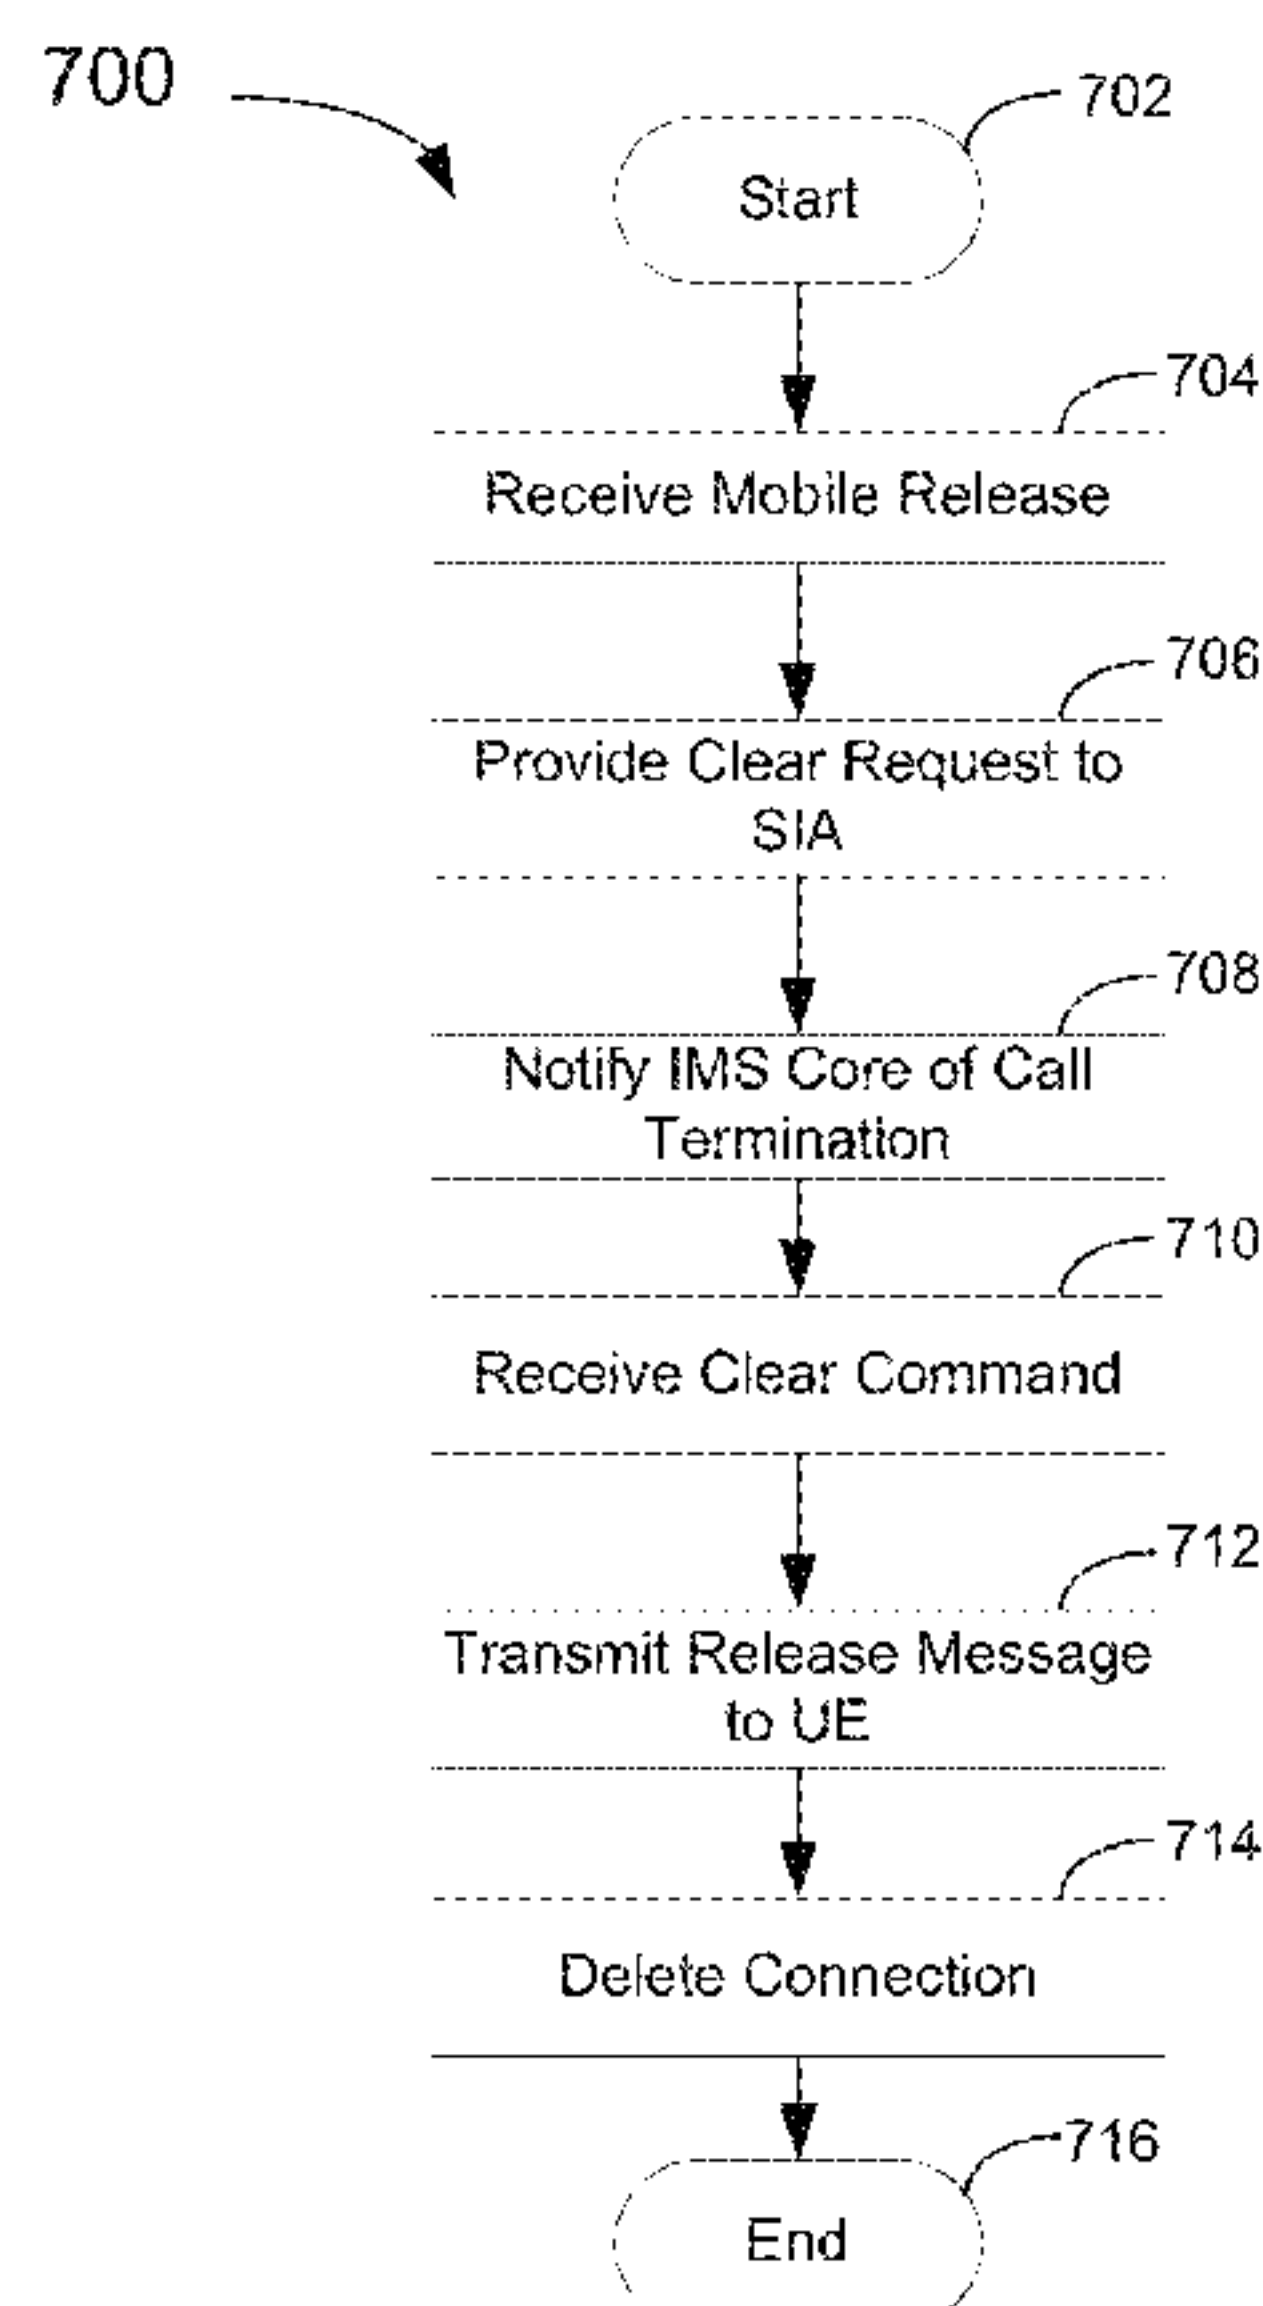 700
702
Start
704
Receive Mobile Release
706
Provide Clear Request to
SIA
708
Notify IMS Core of Call
Termination
710
Receive Clear Command
712
Transmit Release Message
to UE
714
Delete Connection
716
End